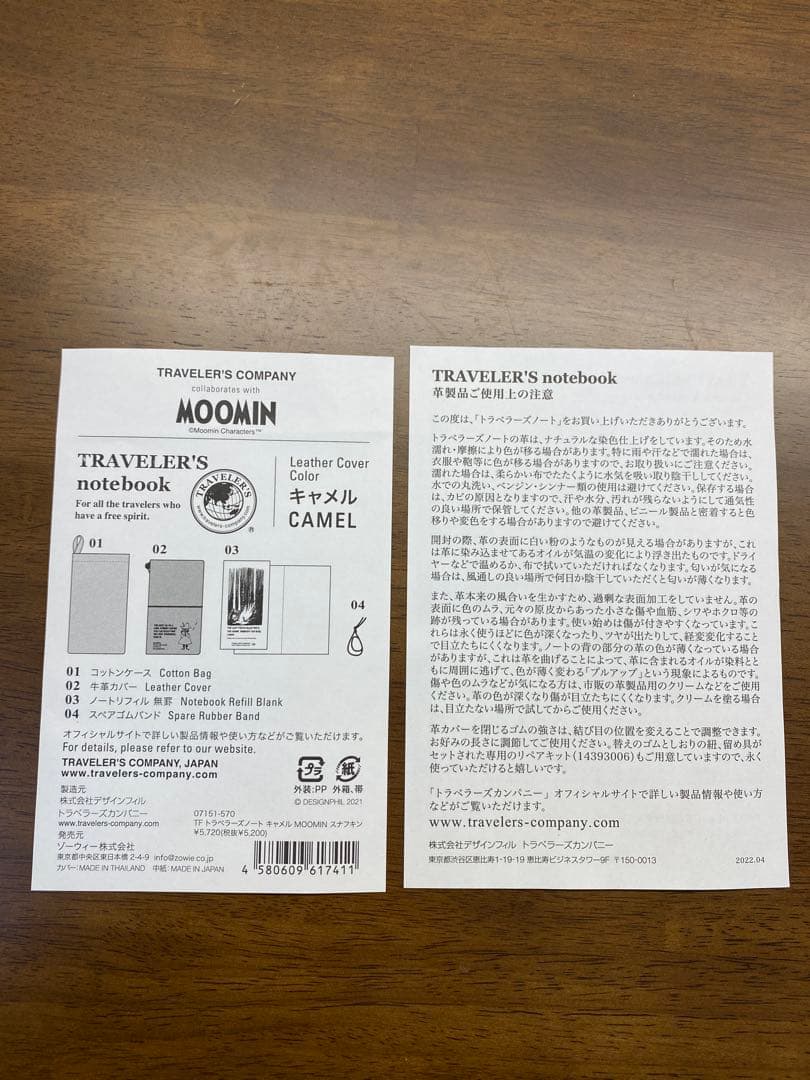 TRAVELER'S COMPANY
collaborates with
MOOMIN
©Moomin Characters™
TRAVELER'S
notebook
For all the travelers who
have a free spirit.
TRAVELER'S
www.travelers-company.com
®
Leather Cover
Color
キャメル
CAMEL
01
02
03
04
01 コットンケース Cotton Bag
02 牛革カバー Leather Cover
03 ノートリフィル 無罫 Notebook Refill Blank
04 スペアゴムバンド Spare Rubber Band
オフィシャルサイトで詳しい製品情報や使い方などがご覧いただけます。
For details, please refer to our website.
TRAVELER'S COMPANY, JAPAN
www.travelers-company.com
プラ
紙
外装:PP 外箱、帯
製造元
株式会社デザインフィル
トラベラーズカンパニー
www.travelers-company.com
発売元
ゾーウィー株式会社
東京都中央区東日本橋 2-4-9 info@zowie.co.jp
カバー:MADE IN THAILAND 中紙:MADE IN JAPAN
© DESIGNPHIL 2021
07151-570
TF トラベラーズノート キャメル MOOMIN スナフキン
¥5,720(税抜¥5,200)
4 580609 617411
TRAVELER'S notebook
革製品ご使用上の注意
この度は、「トラベラーズノート」をお買い上げいただきありがとうございます。
トラベラーズノートの革は、ナチュラルな染色仕上げをしています。そのため水
濡れ・摩擦により色が移る場合があります。特に雨や汗などで濡れた場合は、
衣服や鞄等に色が移る場合がありますので、お取り扱いにご注意ください。
濡れた場合は、柔らかい布でたたくように水気を吸い取り陰干ししてください。
水での丸洗い、ベンジン・シンナー類の使用は避けてください。保存する場合
は、カビの原因となりますので、汗や水分、汚れが残らないようにして通気性
の良い場所で保管してください。他の革製品、ビニール製品と密着すると色
移りや変色をする場合がありますので避けてください。
開封の際、革の表面に白い粉のようなものが見える場合がありますが、これ
は革に染み込ませてあるオイルが気温の変化により浮き出たものです。ドライ
ヤーなどで温めるか、布で拭いていただければなくなります。匂いが気になる
場合は、風通しの良い場所で何日か陰干していただくと匂いが薄くなります。
また、革本来の風合いを生かすため、過剰な表面加工をしていません。革の
表面に色のムラ、元々の原皮からあった小さな傷や血筋、シワやホクロ等の
跡が残っている場合があります。使い始めは傷が付きやすくなっています。こ
れらは永く使うほどに色が深くなったり、ツヤが出たりして、経変変化すること
で目立たちにくくなります。ノートの背の部分の革の色が薄くなっている場合
がありますが、これは革を曲げることによって、革に含まれるオイルが染料とと
もに周囲に逃げて、色が薄く変わる「プルアップ」という現象によるものです。
傷や色のムラなどが気になる方は、市販の革製品用のクリームなどをご使用
ください。革の色が深くなり傷が目立たちにくくなります。クリームを塗る場合
は、目立たない場所で試してからご使用ください。
革カバーを閉じるゴムの強さは、結び目の位置を変えることで調整できます。
お好みの長さに調節してご使用ください。替えのゴムとしおりの紐、留め具が
セットされた専用のリペアキット(14393006)もご用意していますので、永く
使っていただけると嬉しいです。
「トラベラーズカンパニー」オフィシャルサイトで詳しい製品情報や使い方
などがご覧いただけます。
www.travelers-company.com
株式会社デザインフィル トラベラーズカンパニー
東京都渋谷区恵比寿1-19-19 恵比寿ビジネスタワー9F 〒150-0013
2022.04